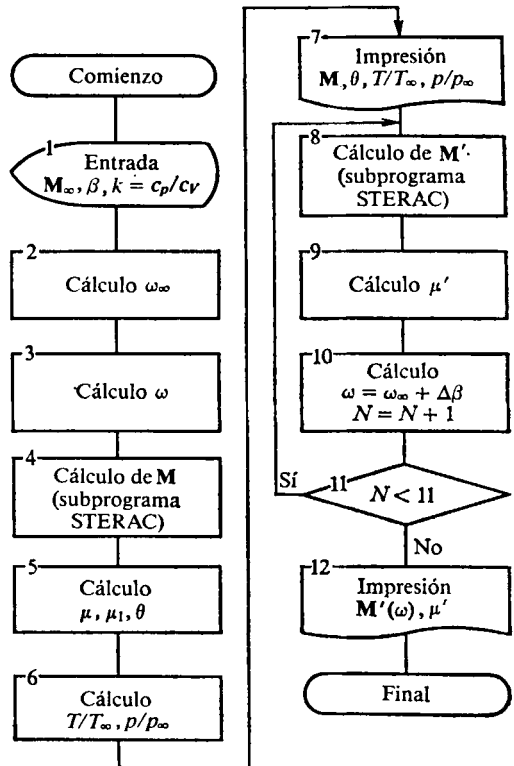 Comienzo
1
Entrada
M∞, β, k = cp/cV
2
Cálculo ω∞
3
Cálculo ω
4
Cálculo de M
(subprograma
STERAC)
5
Cálculo
μ, μ1, θ
6
Cálculo
T/T∞, p/p∞
7
Impresión
M, θ, T/T∞, p/p∞
8
Cálculo de M′
(subprograma
STERAC)
9
Cálculo μ′
10
Cálculo
ω = ω∞ + Δβ
N = N + 1
Sí
11
N < 11
No
12
Impresión
M′(ω), μ′
Final